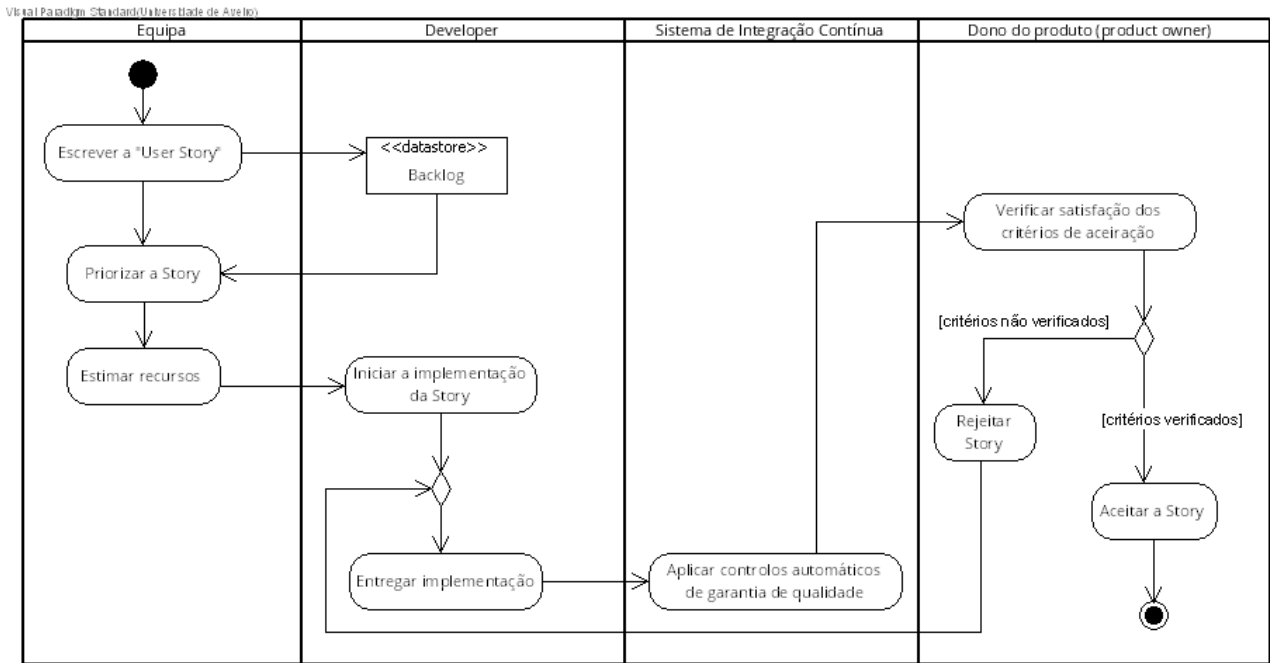 Visual Paradigm Standard(Universidade de Aveiro)
Equipa
Developer
Sistema de Integração Contínua
Dono do produto (product owner)
Escrever a "User Story"
<<datastore>>
Backlog
Verificar satisfação dos
critérios de aceiração
Priorizar a Story
[critérios não verificados]
Estimar recursos
Iniciar a implementação
da Story
Rejeitar
Story
[critérios verificados]
Aceitar a Story
Entregar implementação
Aplicar controlos automáticos
de garantia de qualidade